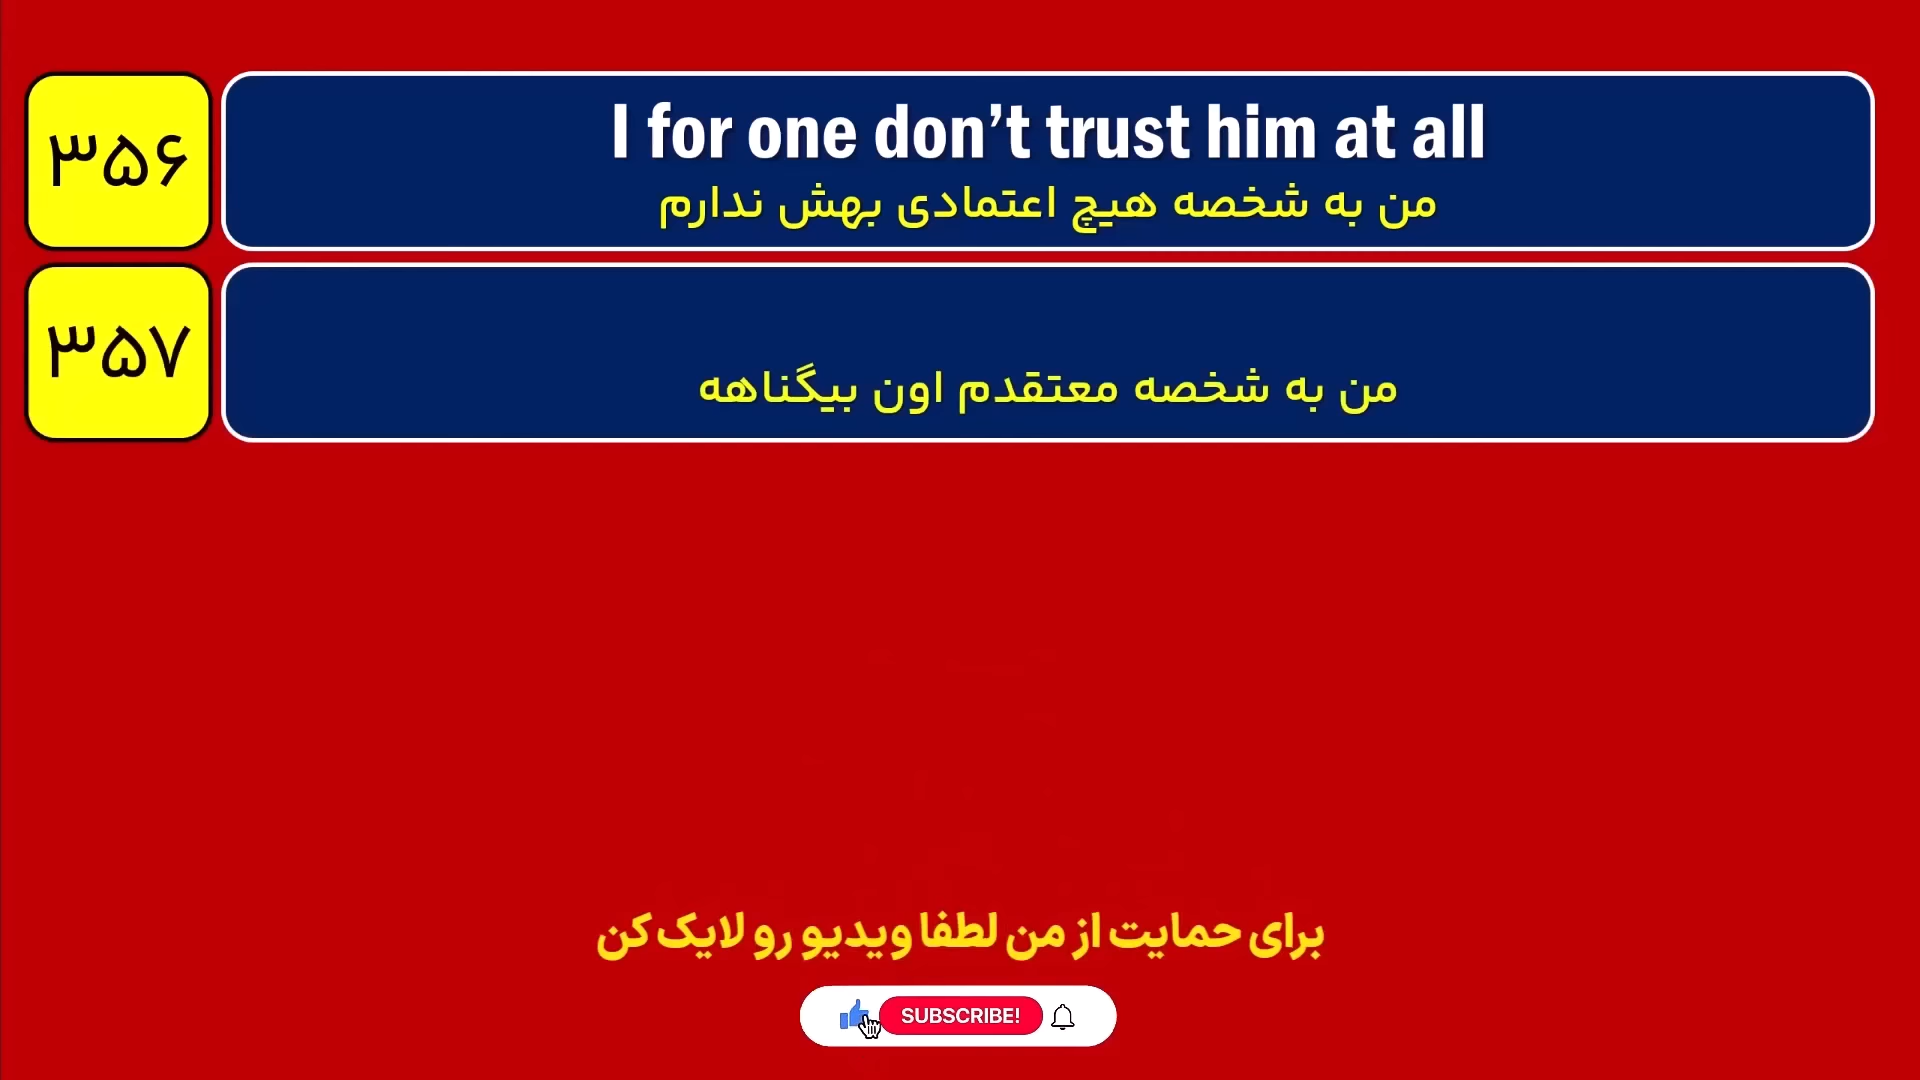 ۳۵۶
I for one don’t trust him at all
من به شخصه هیچ اعتمادی بهش ندارم
۳۵۷
من به شخصه معتقدم اون بیگناهه
برای حمایت از من لطفا ویدیو رو لایک کن
SUBSCRIBE!